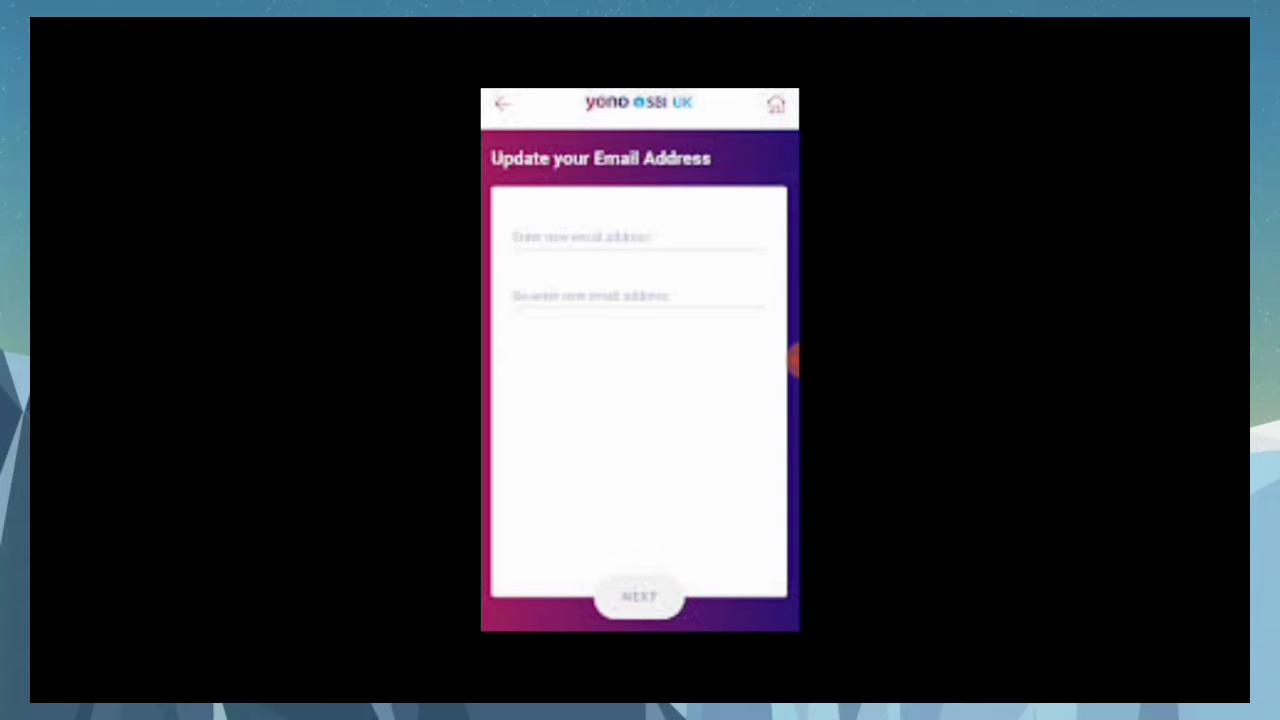 yono SBI UK
Update your Email Address
Enter new email address
Re-enter new email address
NEXT